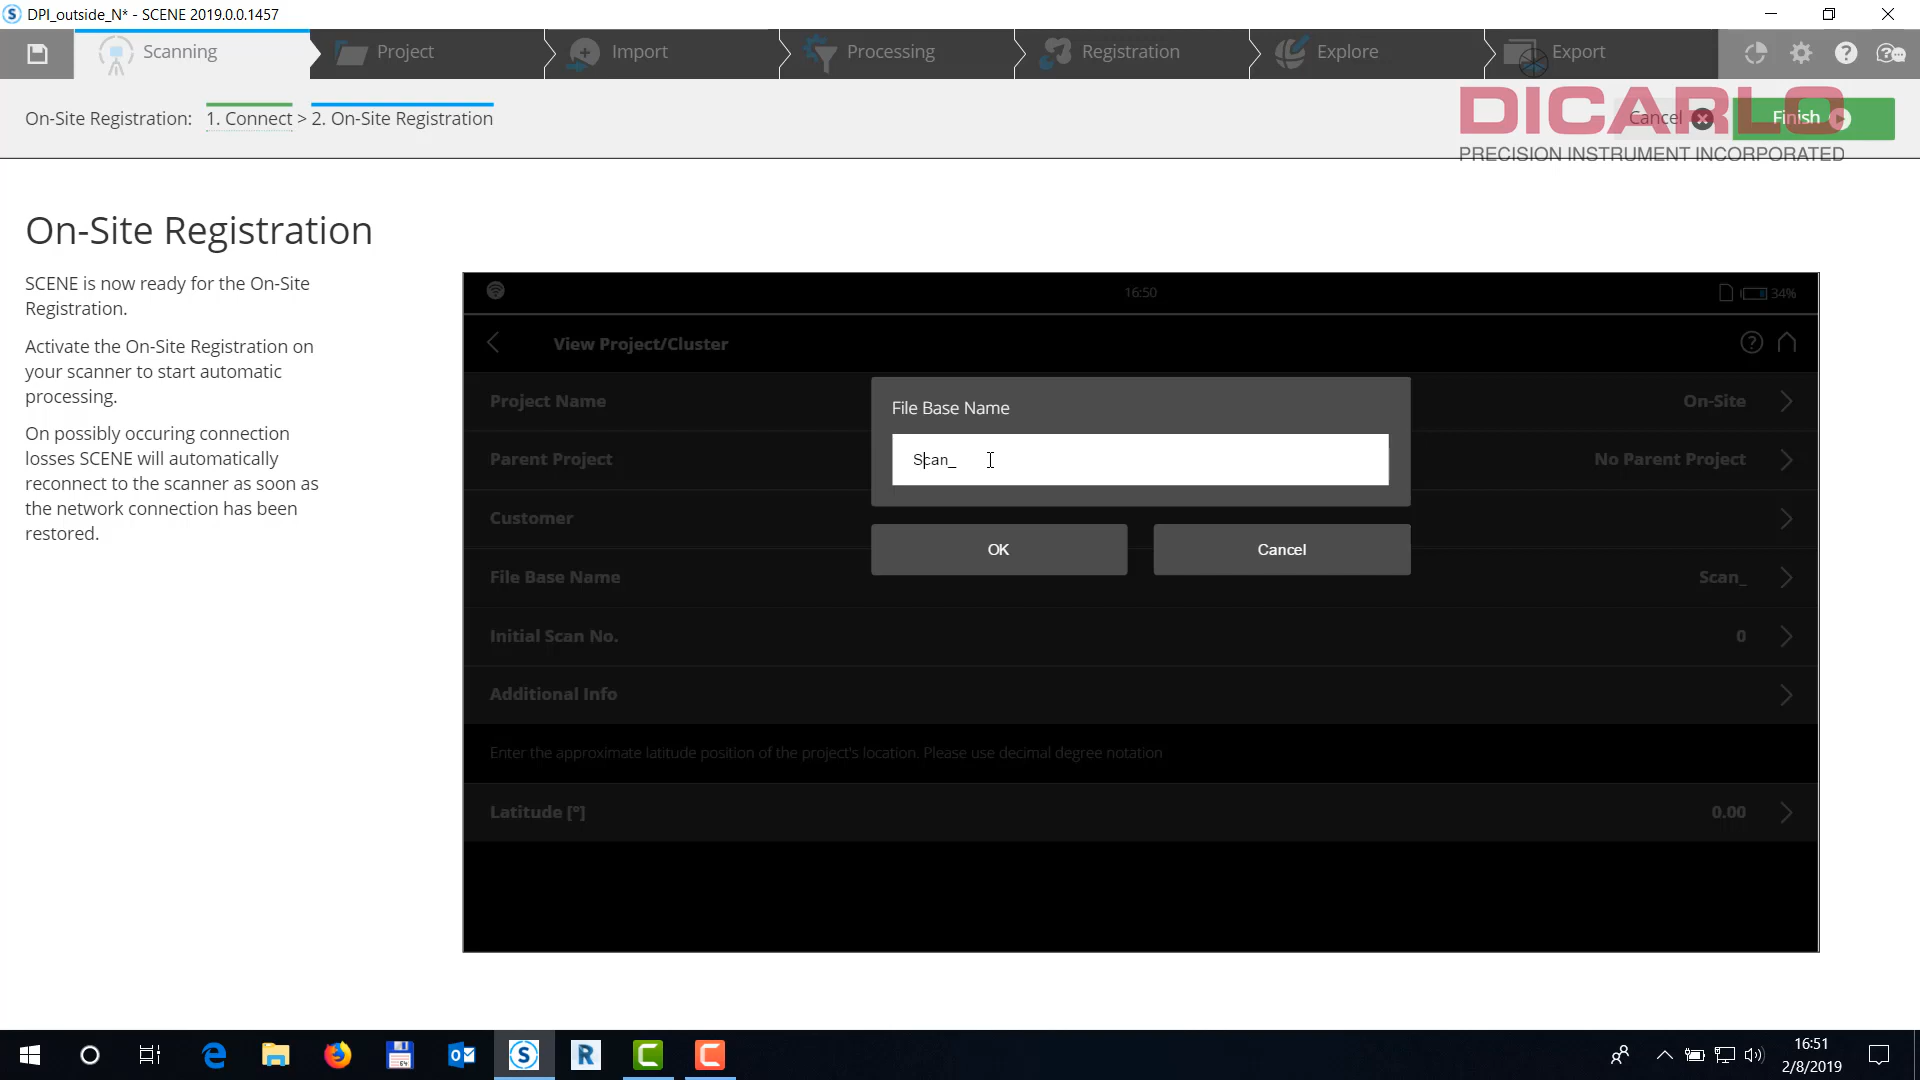 DPI_outside_N* - SCENE 2019.0.0.1457
Scanning
Project
Import
Processing
Registration
Explore
Export
On-Site Registration: 1. Connect > 2. On-Site Registration
Cancel
Finish
DICARLO
PRECISION INSTRUMENT INCORPORATED
On-Site Registration
SCENE is now ready for the On-Site
Registration.
Activate the On-Site Registration on
your scanner to start automatic
processing.
On possibly occuring connection
losses SCENE will automatically
reconnect to the scanner as soon as
the network connection has been
restored.
16:50
34%
View Project/Cluster
Project Name
On-Site
Parent Project
No Parent Project
Customer
File Base Name
Scan_
Initial Scan No.
0
Additional Info
Enter the approximate latitude position of the project's location. Please use decimal degree notation
Latitude [°]
0.00
File Base Name
Scan_
OK
Cancel
16:51
2/8/2019